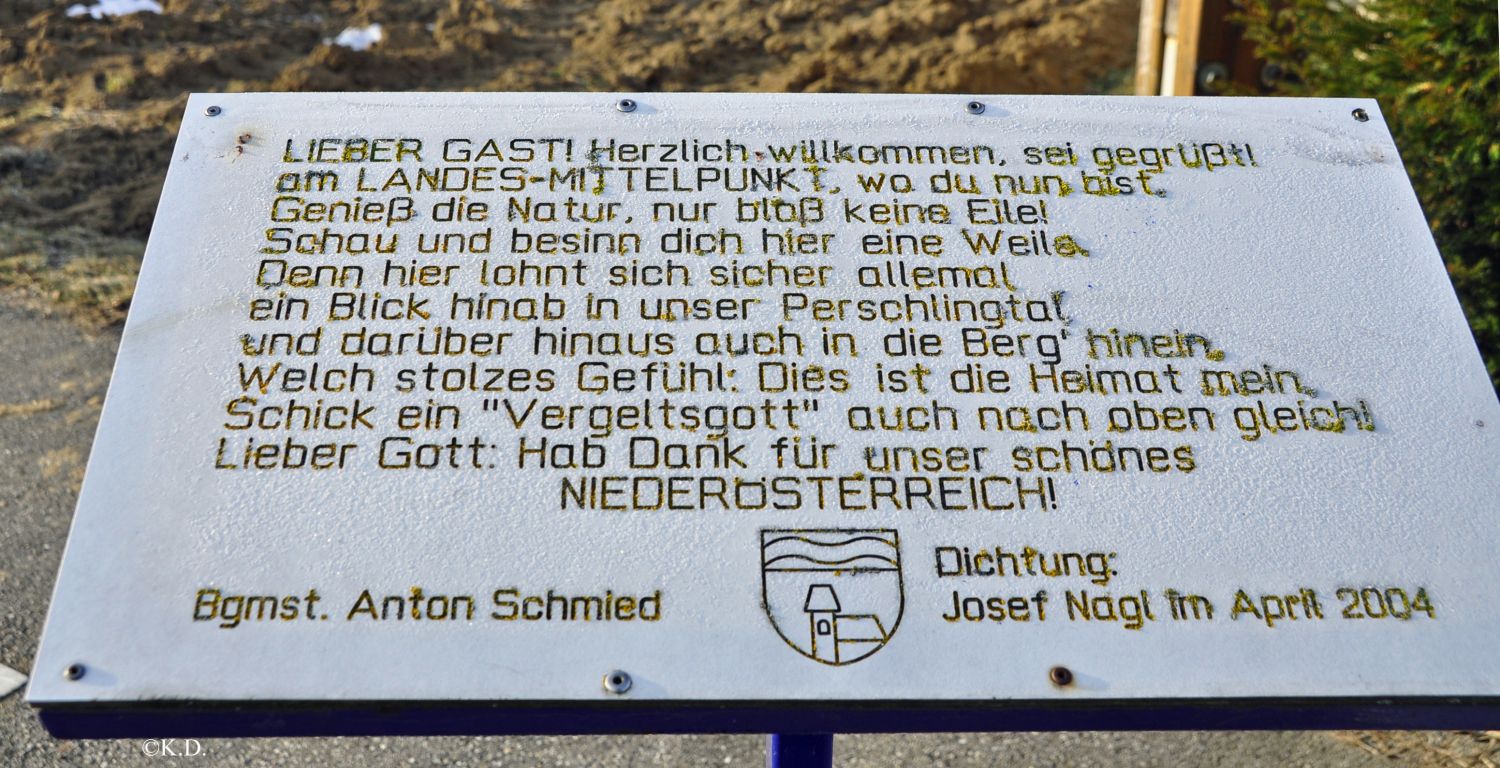 LIEBER GAST! Herzlich willkommen, sei gegrüßt!
am LANDES-MITTELPUNKT, wo du nun bist.
Genieß die Natur, nur bloß keine Eile!
Schau und besinn dich hier eine Weile.
Denn hier lohnt sich sicher allemal
ein Blick hinab in unser Perschlingtal,
und darüber hinaus auch in die Berg' hinein.
Welch stolzes Gefühl: Dies ist die Heimat mein.
Schick ein "Vergeltsgott" auch nach oben gleich!
Lieber Gott: Hab Dank für unser schönes
NIEDERÖSTERREICH!
Dichtung:
Bgmst. Anton Schmied
Josef Nagl im April 2004
©K.D.